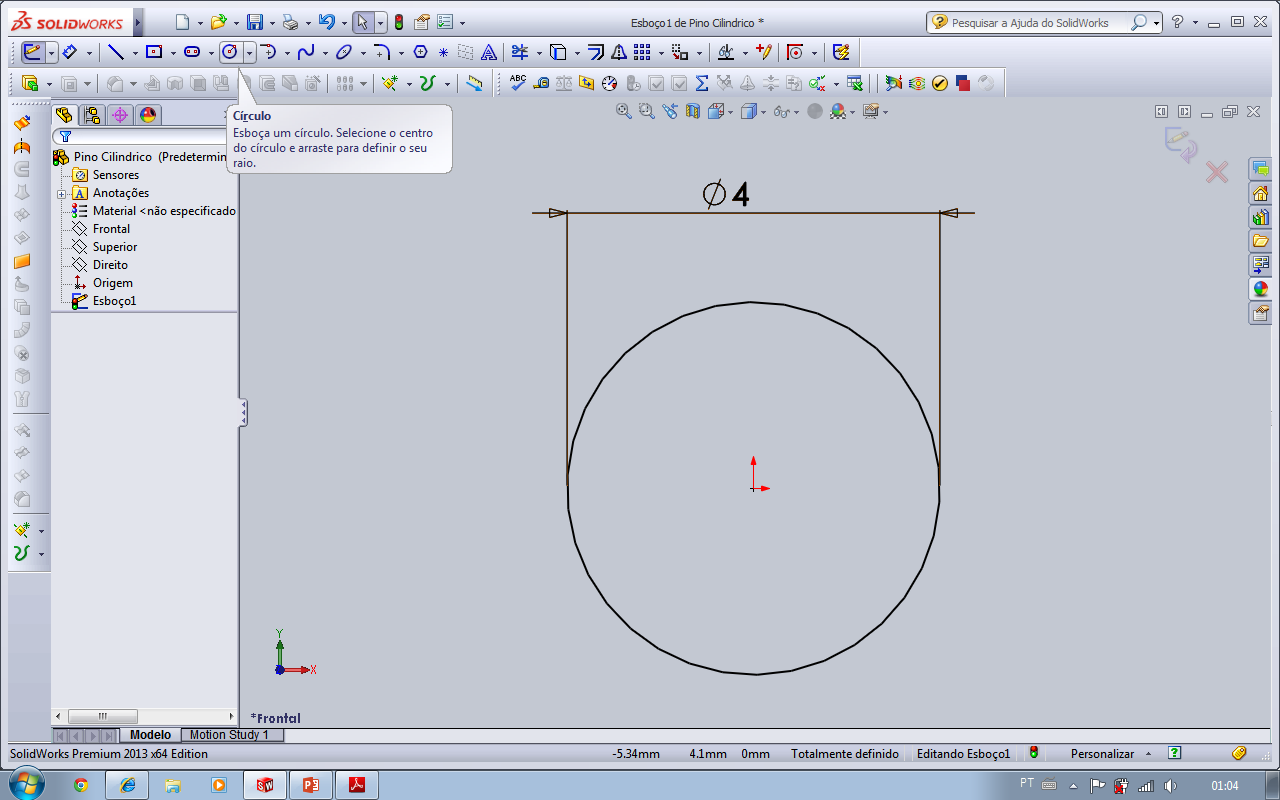 SOLIDWORKS
Esboço1 de Pino Cilindrico *
Pesquisar a Ajuda do SolidWorks
?
ABC
Círculo
Esboça um círculo. Selecione o centro
do círculo e arraste para definir o seu
raio.
Pino Cilindrico (Predetermin
Sensores
A
Anotações
Material <não especificado
Frontal
Superior
Direito
Origem
Esboço1
∅4
Y
X
*Frontal
Modelo
Motion Study 1
SolidWorks Premium 2013 x64 Edition
-5.34mm
4.1mm
0mm
Totalmente definido
Editando Esboço1
Personalizar
?
SW
PT
01:04